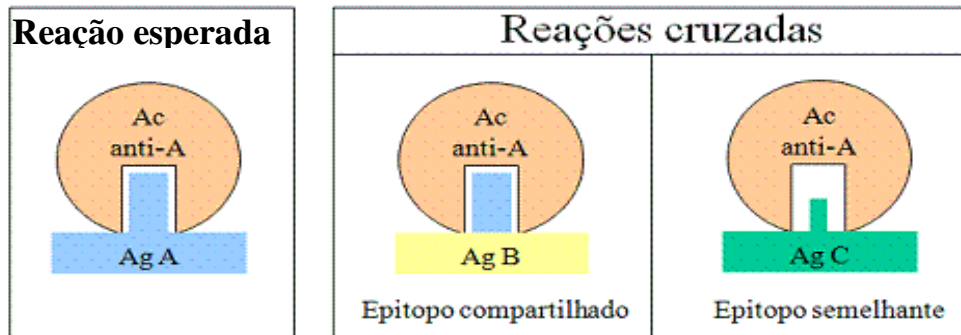 Reação esperada
Reações cruzadas
Ac
anti-A
Ag A
Ac
anti-A
Ag B
Epitopo compartilhado
Ac
anti-A
Ag C
Epitopo semelhante